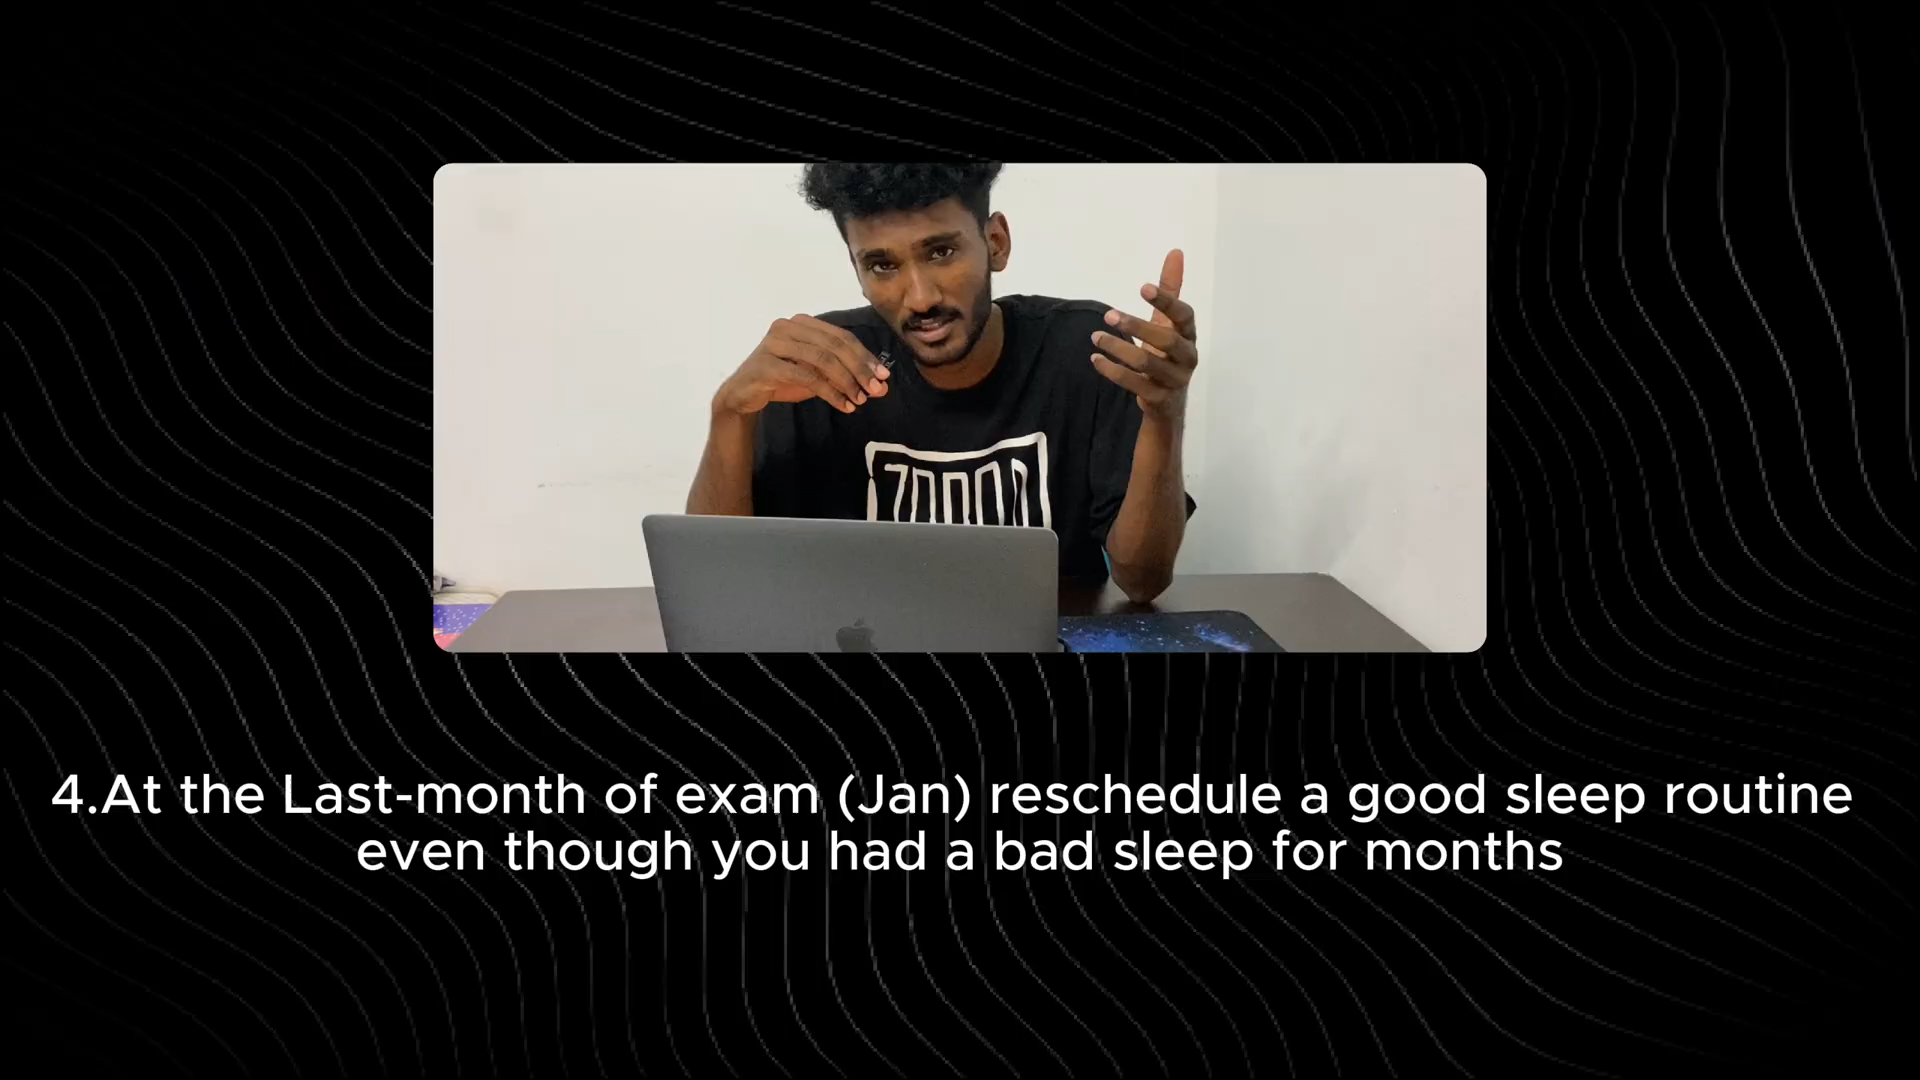 4.At the Last-month of exam (Jan) reschedule a good sleep routine
even though you had a bad sleep for months